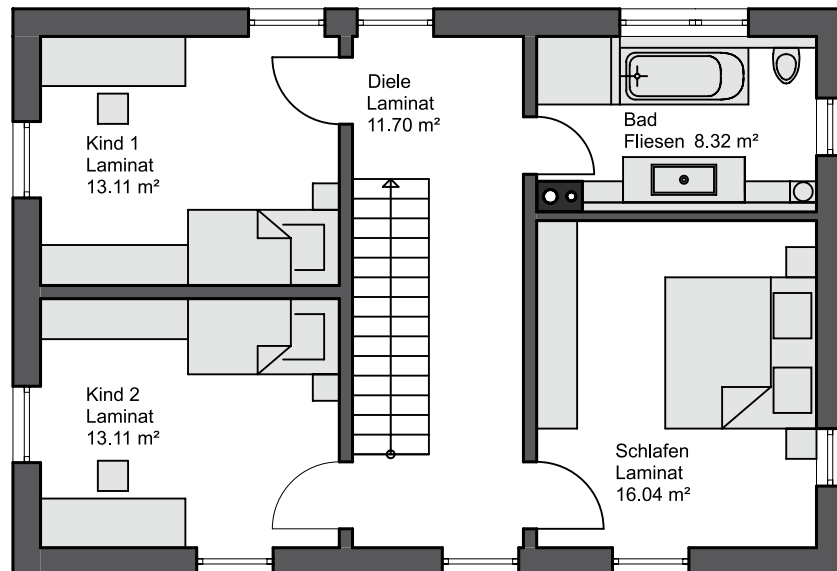 Diele
Laminat
11.70 m²
Bad
Fliesen 8.32 m²
Kind 1
Laminat
13.11 m²
Kind 2
Laminat
13.11 m²
Schlafen
Laminat
16.04 m²